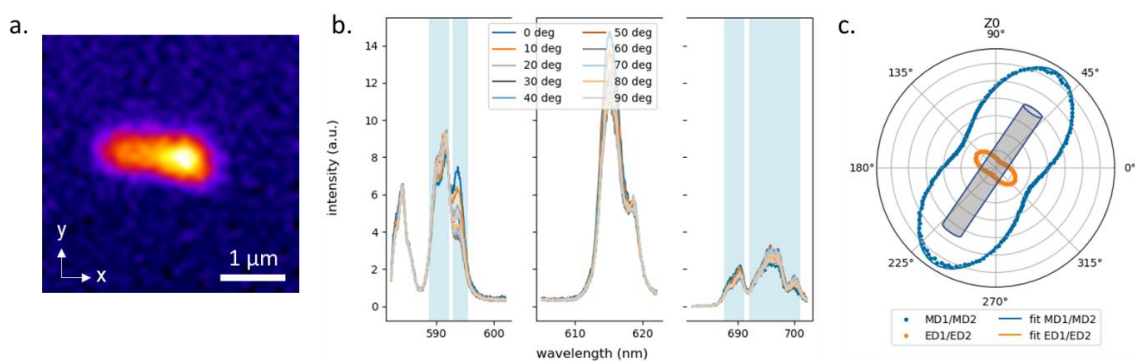 a.
y
x
1 μm
b.
14
12
10
8
6
4
2
0
intensity (a.u.)
0 deg
10 deg
20 deg
30 deg
40 deg
50 deg
60 deg
70 deg
80 deg
90 deg
590
600
615
620
690
700
wavelength (nm)
c.
Z0
90°
135°
45°
180°
0°
225°
315°
270°
MD1/MD2
fit MD1/MD2
ED1/ED2
fit ED1/ED2